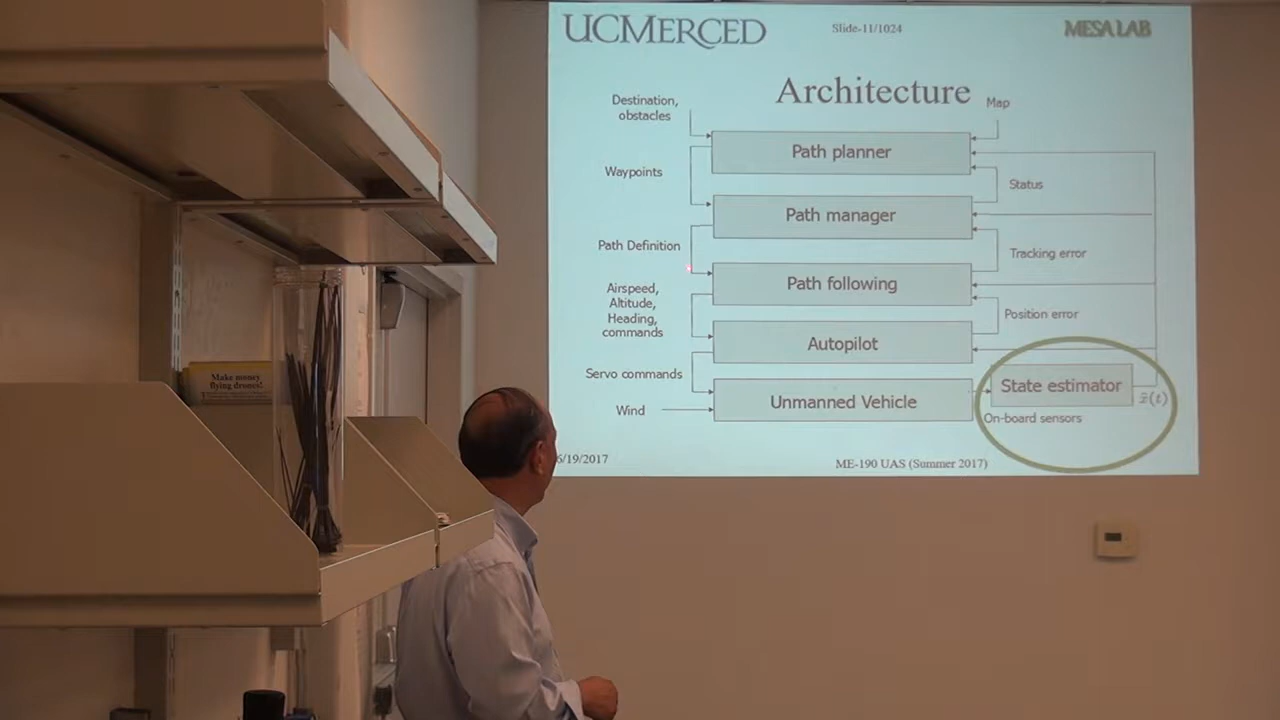 UCMERCED
Slide-11/1024
MESA LAB
Architecture
Destination,
obstacles
Map
Path planner
Waypoints
Status
Path manager
Path Definition
Tracking error
Path following
Airspeed,
Altitude,
Heading,
commands
Position error
Autopilot
Servo commands
State estimator
x̂(t)
Wind
Unmanned Vehicle
On-board sensors
6/19/2017
ME-190 UAS (Summer 2017)
Make money
flying drones!